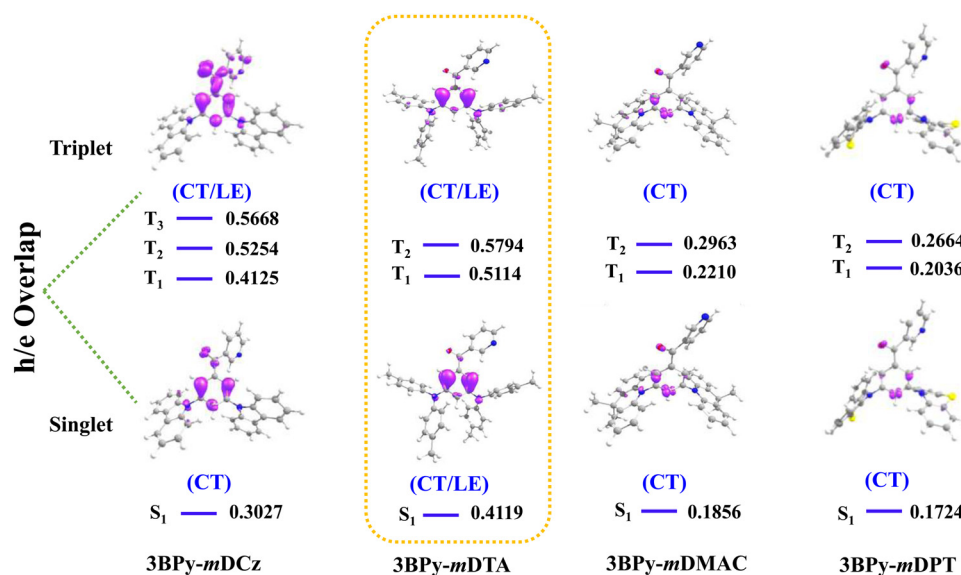 Triplet
(CT/LE)
(CT/LE)
(CT)
(CT)
T3 0.5668
T2 0.5254
T1 0.4125
T2 0.5794
T1 0.5114
T2 0.2963
T1 0.2210
T2 0.2664
T1 0.2036
h/e Overlap
Singlet
(CT)
(CT/LE)
(CT)
(CT)
S1 0.3027
S1 0.4119
S1 0.1856
S1 0.1724
3BPy-mDCz
3BPy-mDTA
3BPy-mDMAC
3BPy-mDPT